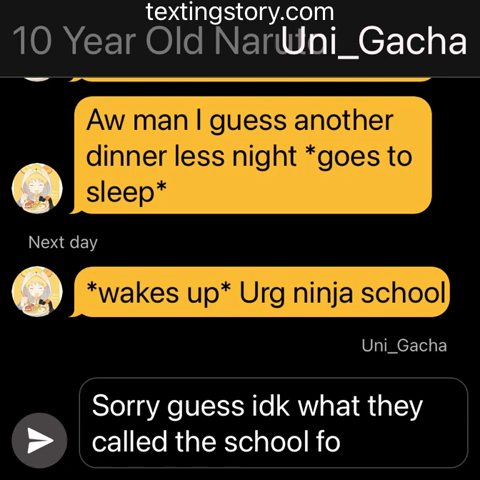 textingstory.com
10 Year Old Naruto
Uni_Gacha
Aw man I guess another
dinner less night *goes to
sleep*
Next day
*wakes up* Urg ninja school
Uni_Gacha
Sorry guess idk what they
called the school fo